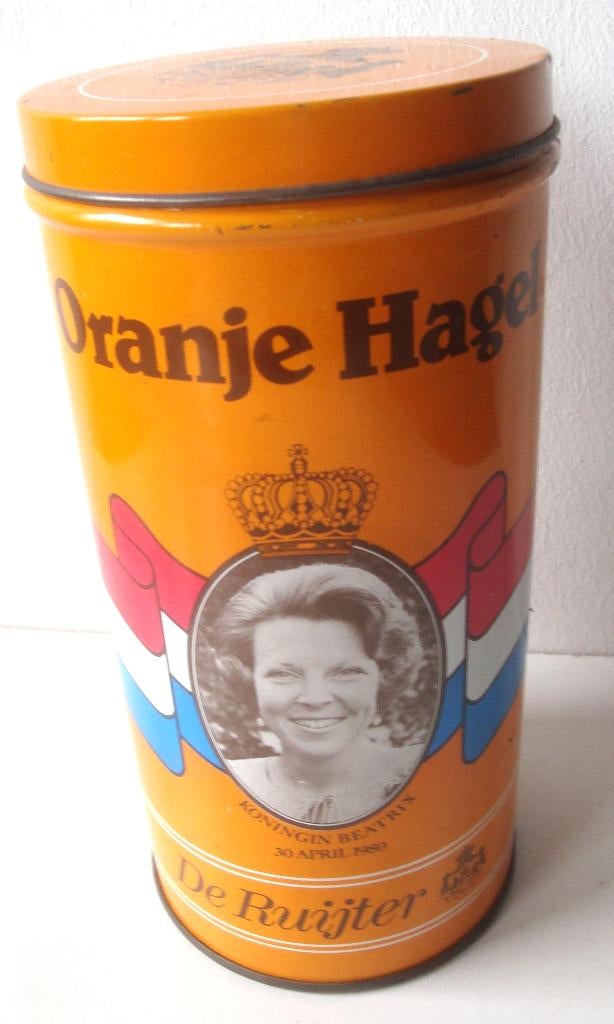 Oranje Hagel
KONINGIN BEATRIX
30 APRIL 1980
De Ruijter